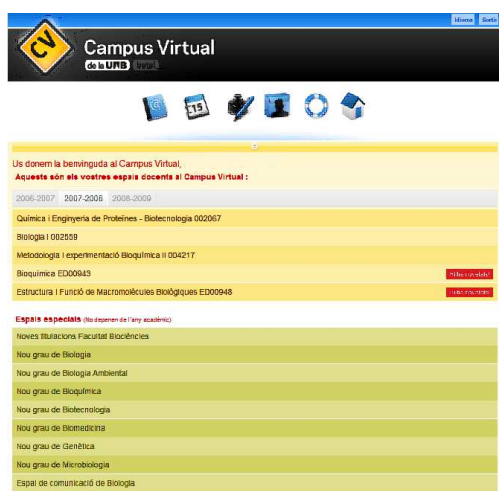 Idioma Sortir
CV
Campus Virtual
de la UAB
15
Us donem la benvinguda al Campus Virtual,
Aquests són els vostres espais docents al Campus Virtual :
2006-2007 2007-2008 2008-2009
Química i Enginyeria de Proteïnes - Biotecnologia 002067
Biologia I 002559
Metodologia i experimentació Bioquímica II 004217
Bioquímica ED00943
Estructura i Funció de Macromolècules Biològiques ED00948
Espais especials (No depenen de l'any acadèmic)
Noves titulacions Facultat Biociències
Nou grau de Biologia
Nou grau de Biologia Ambiental
Nou grau de Bioquímica
Nou grau de Biotecnologia
Nou grau de Biomedicina
Nou grau de Genètica
Nou grau de Microbiologia
Espai de comunicació de Biologia